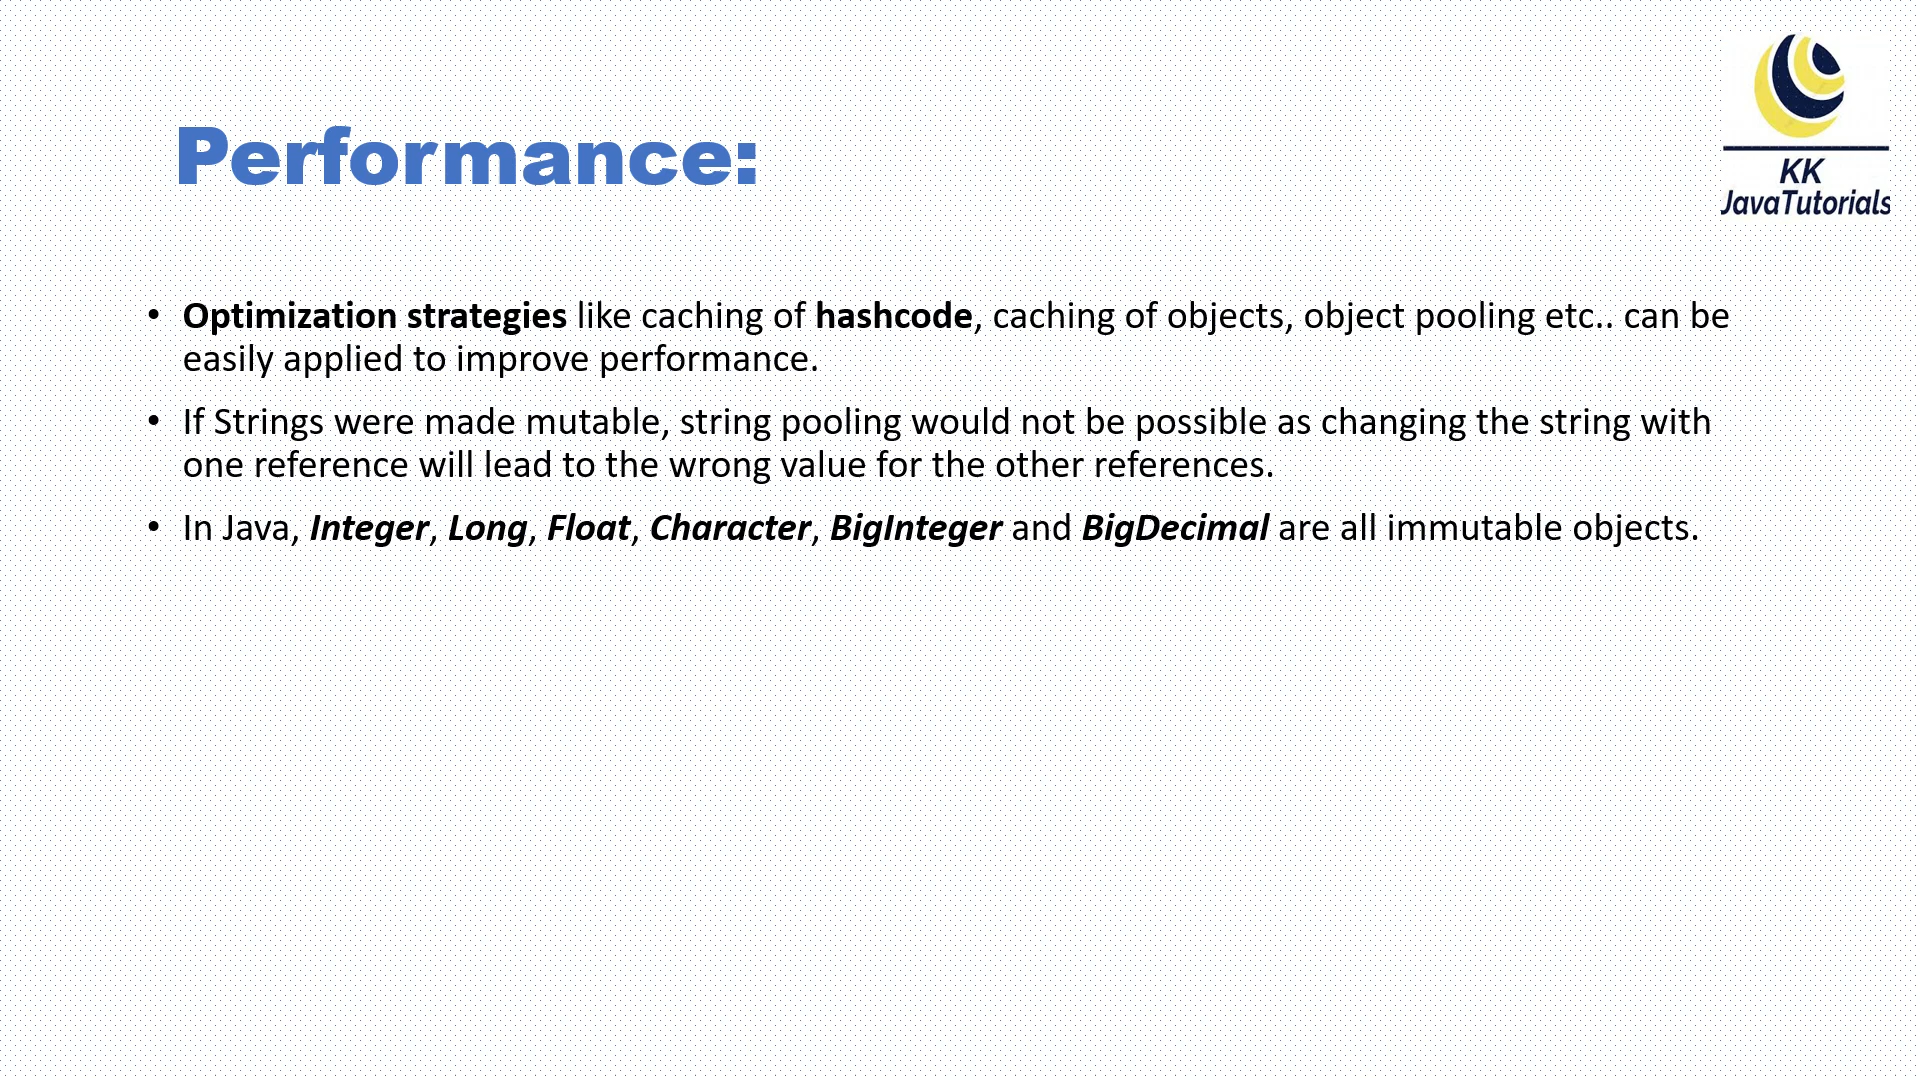 KK
JavaTutorials
Performance:
• Optimization strategies like caching of hashcode, caching of objects, object pooling etc.. can be
easily applied to improve performance.
• If Strings were made mutable, string pooling would not be possible as changing the string with
one reference will lead to the wrong value for the other references.
• In Java, Integer, Long, Float, Character, BigInteger and BigDecimal are all immutable objects.